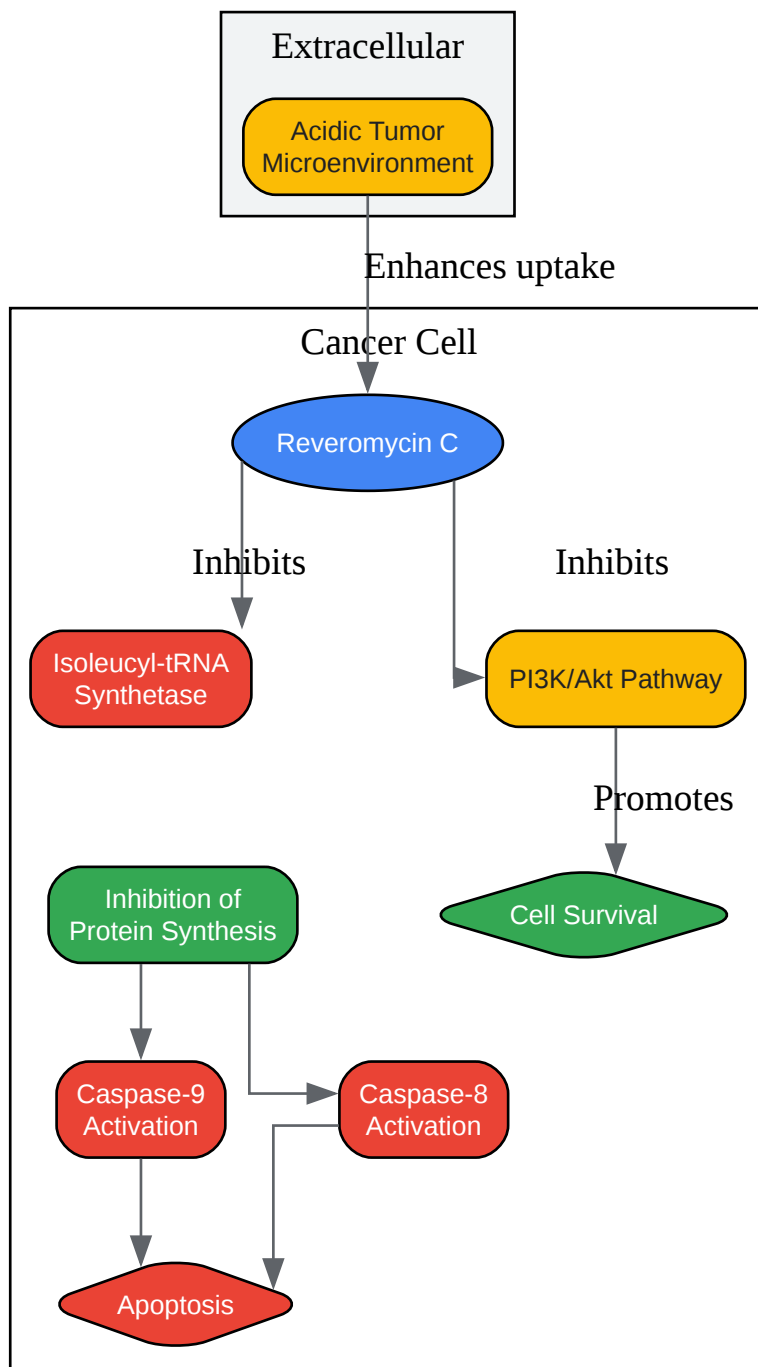 Extracellular
Acidic Tumor
Microenvironment
Enhances uptake
Cancer Cell
Reveromycin C
Inhibits
Inhibits
Isoleucyl-tRNA
Synthetase
PI3K/Akt Pathway
Promotes
Inhibition of
Protein Synthesis
Cell Survival
Caspase-9
Activation
Caspase-8
Activation
Apoptosis